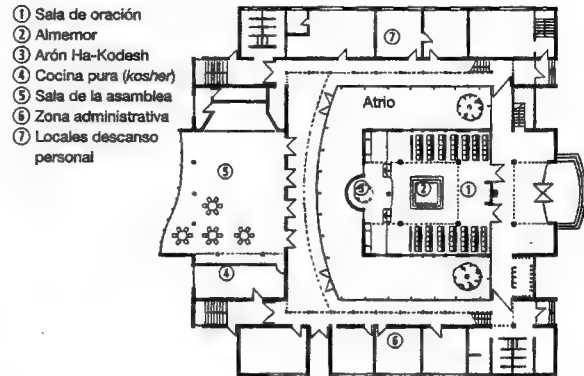 ① Sala de oración
② Almemor
③ Arón Ha-Kodesh
④ Cocina pura (kosher)
⑤ Sala de la asamblea
⑥ Zona administrativa
⑦ Locales descanso
personal
⑦
Atrio
⑤
③
②
①
④
⑥